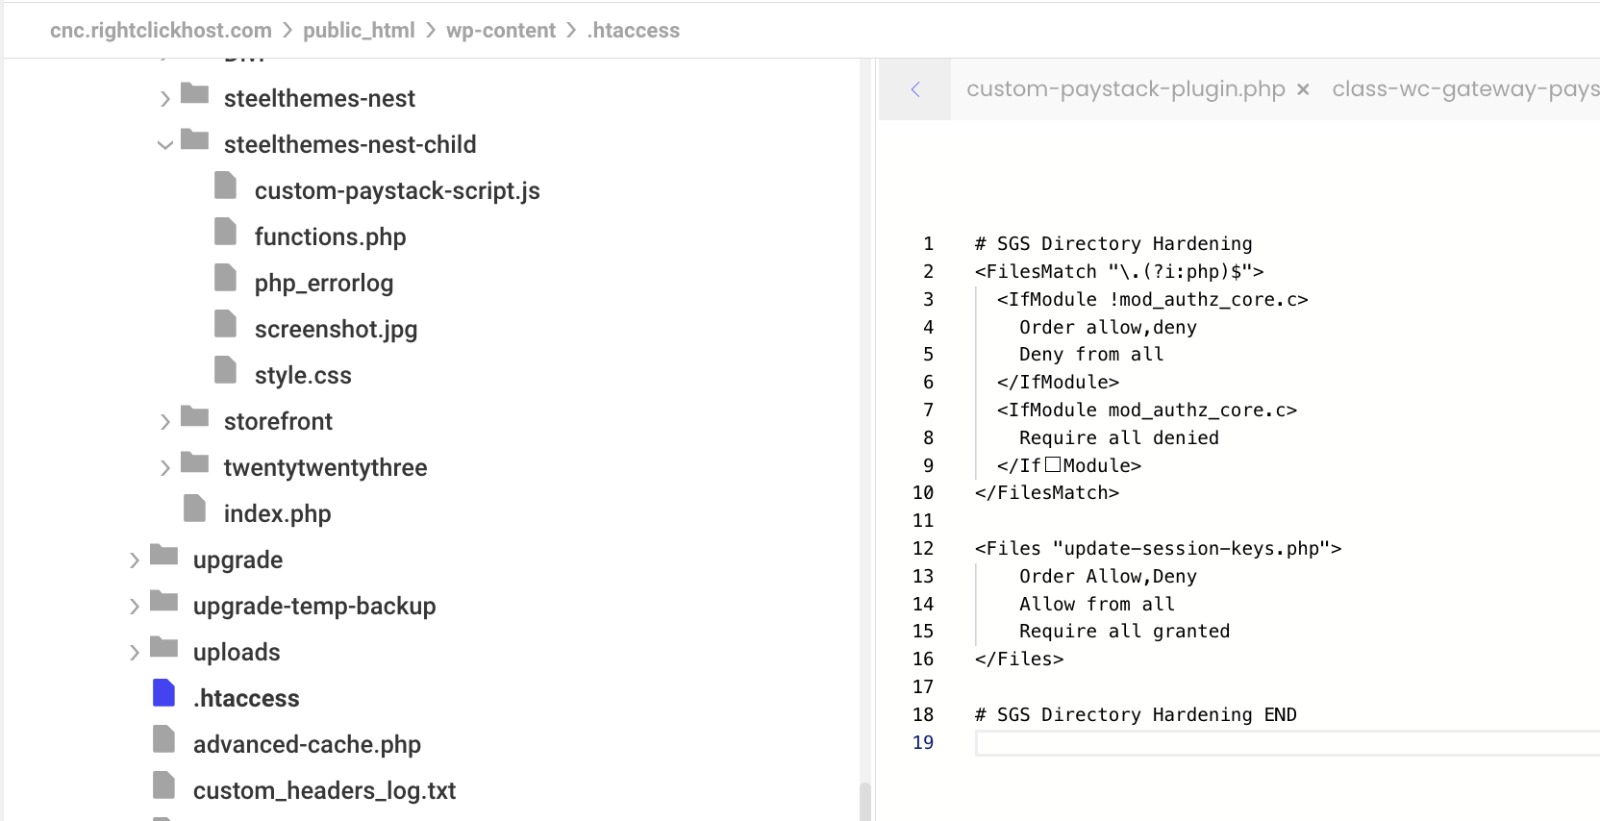 cnc.rightclickhost.com > public_html > wp-content > .htaccess
steelthemes-nest
steelthemes-nest-child
custom-paystack-script.js
functions.php
php_errorlog
screenshot.jpg
style.css
storefront
twentytwentythree
index.php
upgrade
upgrade-temp-backup
uploads
.htaccess
advanced-cache.php
custom_headers_log.txt
custom-paystack-plugin.php × class-wc-gateway-pays
1 # SGS Directory Hardening
2 <FilesMatch "\.(?i:php)$">
3 <IfModule !mod_authz_core.c>
4 Order allow,deny
5 Deny from all
6 </IfModule>
7 <IfModule mod_authz_core.c>
8 Require all denied
9 </If□Module>
10 </FilesMatch>
11
12 <Files "update-session-keys.php">
13 Order Allow,Deny
14 Allow from all
15 Require all granted
16 </Files>
17
18 # SGS Directory Hardening END
19